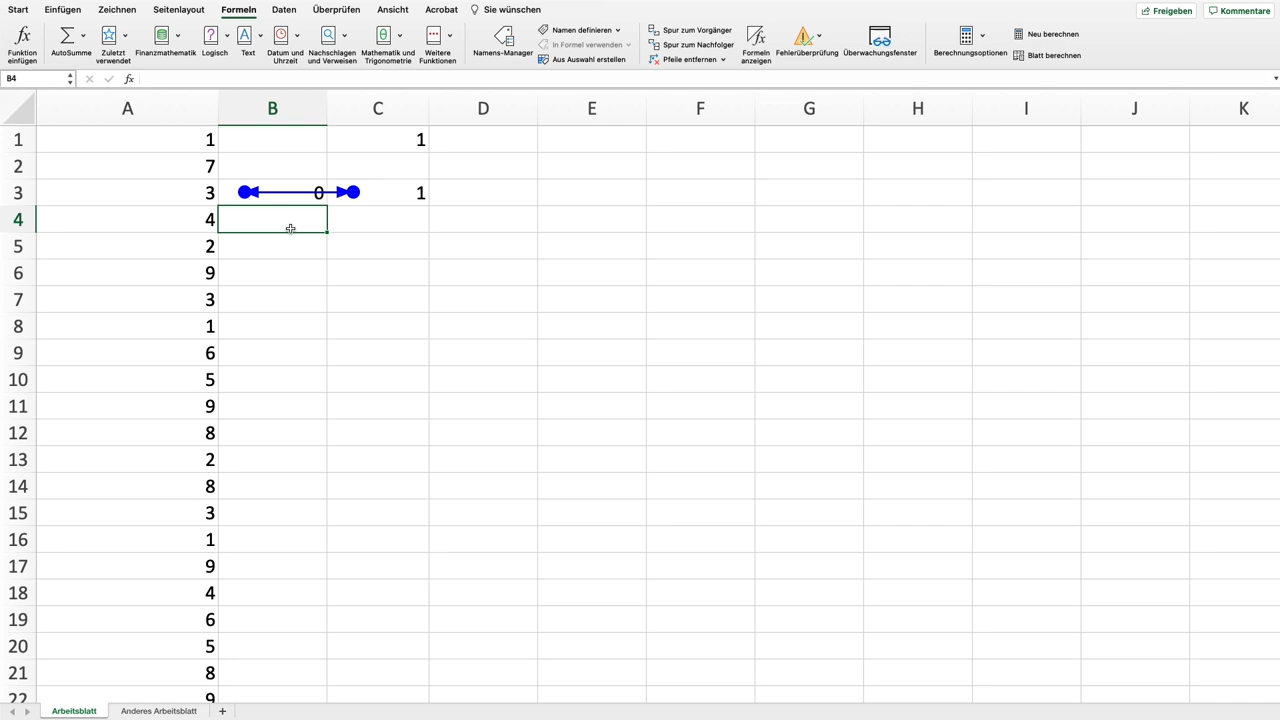 Start Einfügen Zeichnen Seitenlayout Formeln Daten Überprüfen Ansicht Acrobat Sie wünschen Freigeben Kommentare
Funktion einfügen
AutoSumme
Zuletzt verwendet
Finanzmathematik
Logisch
Text
Datum und Uhrzeit
Nachschlagen und Verweisen
Mathematik und Trigonometrie
Weitere Funktionen
Namens-Manager
Namen definieren
In Formel verwenden
Aus Auswahl erstellen
Spur zum Vorgänger
Spur zum Nachfolger
Pfeile entfernen
Formeln anzeigen
Fehlerüberprüfung
Überwachungsfenster
Berechnungsoptionen
Neu berechnen
Blatt berechnen
B4 fx
A B C D E F G H I J K
1 1 1
2 7
3 3 0 1
4 4
5 2
6 9
7 3
8 1
9 6
10 5
11 9
12 8
13 2
14 8
15 3
16 1
17 9
18 4
19 6
20 5
21 8
22 9
Arbeitsblatt Anderes Arbeitsblatt +